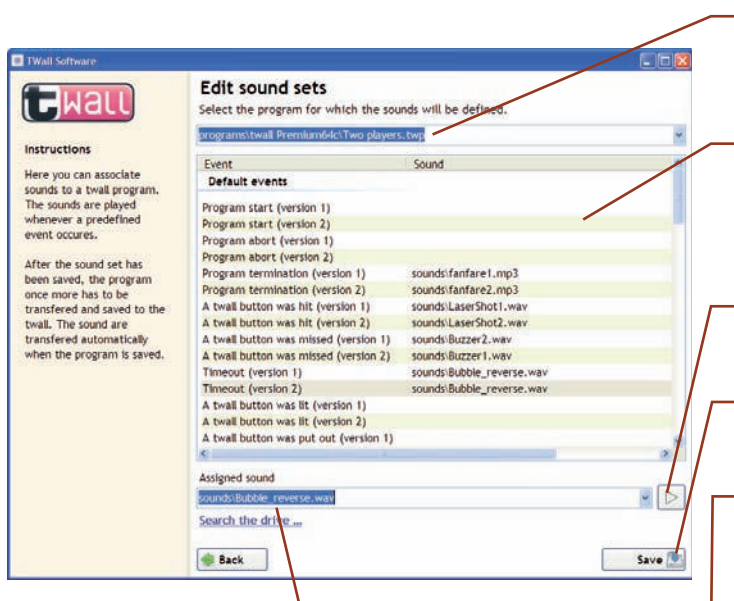 TWall Software
twall
Instructions
Here you can associate
sounds to a twall program.
The sounds are played
whenever a predefined
event occures.
After the sound set has
been saved, the program
once more has to be
transfered and saved to the
twall. The sound are
transfered automatically
when the program is saved.
Edit sound sets
Select the program for which the sounds will be defined.
programs\twall Premium64c\Two players.twp
Event Sound
Default events
Program start (version 1)
Program start (version 2)
Program abort (version 1)
Program abort (version 2)
Program termination (version 1) sounds\fanfare1.mp3
Program termination (version 2) sounds\fanfare2.mp3
A twall button was hit (version 1) sounds\LaserShot1.wav
A twall button was hit (version 2) sounds\LaserShot2.wav
A twall button was missed (version 1) sounds\Buzzer2.wav
A twall button was missed (version 2) sounds\Buzzer1.wav
Timeout (version 1) sounds\Bubble_reverse.wav
Timeout (version 2) sounds\Bubble_reverse.wav
A twall button was lit (version 1)
A twall button was lit (version 2)
A twall button was put out (version 1)
Assigned sound
sounds\Bubble_reverse.wav
Search the drive ...
Back
Save